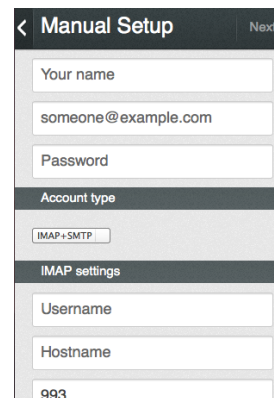 Manual Setup
Next
Your name
someone@example.com
Password
Account type
IMAP+SMTP
IMAP settings
Username
Hostname
993